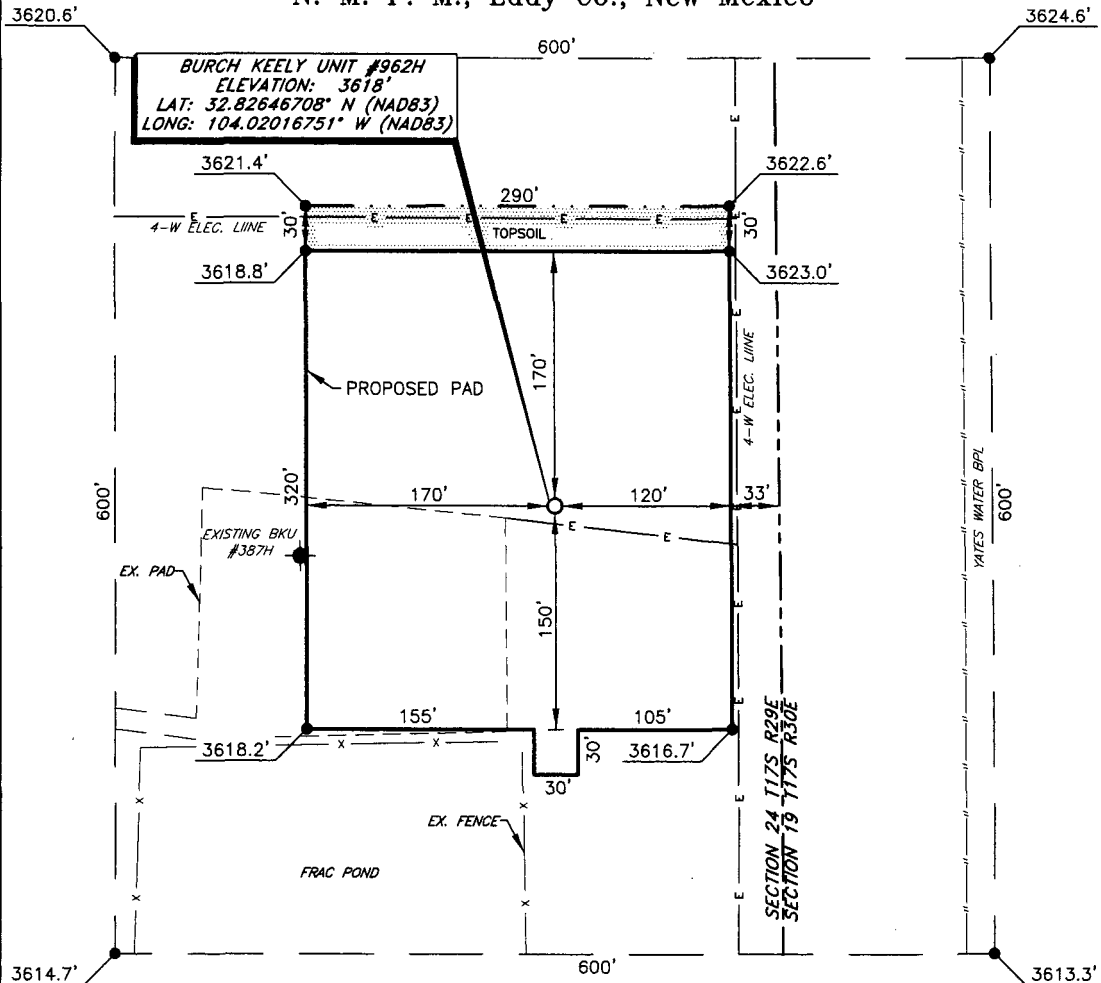 N. M. P. M., Eddy Co., New Mexico
3620.6'
3624.6'
600'
BURCH KEELY UNIT #962H
ELEVATION: 3618'
LAT: 32.82646708° N (NAD83)
LONG: 104.02016751° W (NAD83)
3621.4'
290'
3622.6'
4-W ELEC. LIINE
30'
E
E
E
E
TOPSOIL
30'
E
3618.8'
3623.0'
E
170'
4-W ELEC. LIINE
PROPOSED PAD
E
600'
320'
170'
120'
33'
600'
YATES WATER BPL
EXISTING BKU
#387H
E
E
EX. PAD
150'
E
155'
105'
E
3618.2'
X
X
30'
3616.7'
30'
X
X
E
EX. FENCE
FRAC POND
X
X
E
SECTION 24 T17S R29E
SECTION 19 T17S R30E
3614.7'
600'
3613.3'